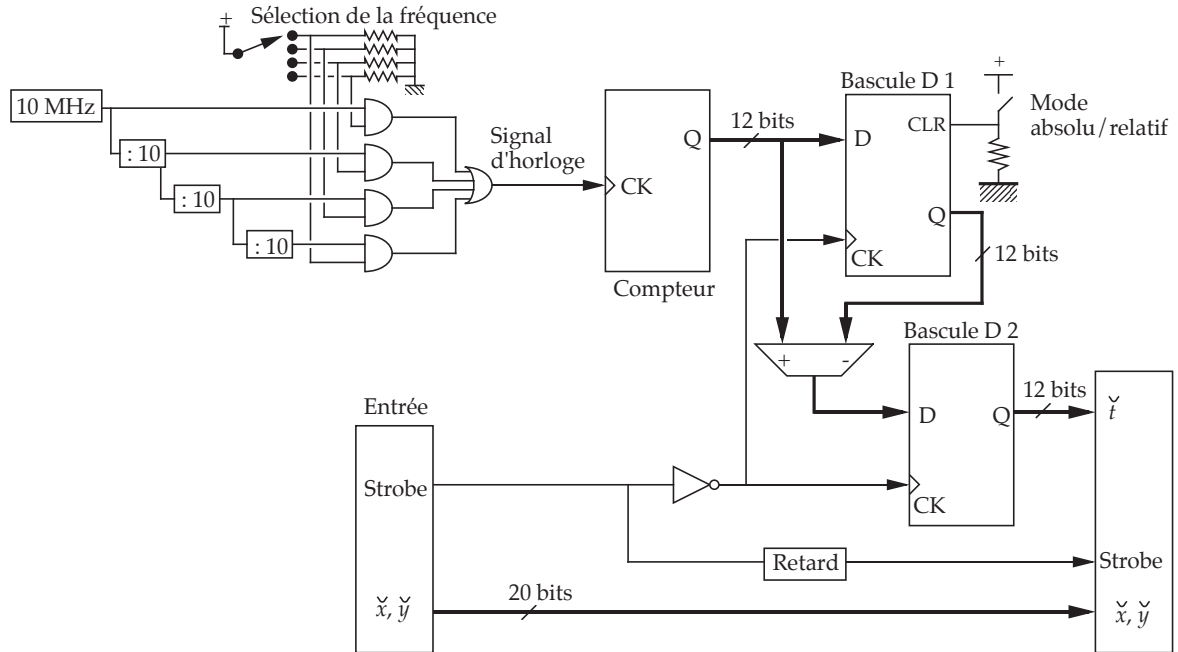 Sélection de la fréquence
+
10 MHz
: 10
: 10
: 10
Signal
d'horloge
CK
Q
Compteur
12 bits
Bascule D 1
D
CLR
Q
CK
+
Mode
absolu/relatif
12 bits
+ -
Bascule D 2
D
Q
CK
12 bits
Entrée
Strobe
x̆, y̆
20 bits
Retard
t̆
Strobe
x̆, y̆